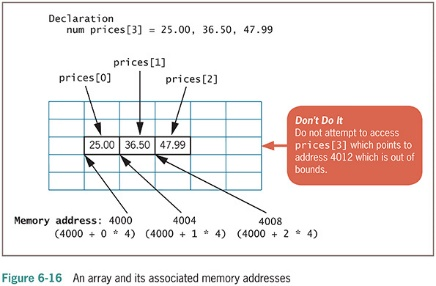 Declaration
num prices[3] = 25.00, 36.50, 47.99
prices[1]
prices[0]
prices[2]
25.00 36.50 47.99
Don't Do It
Do not attempt to access
prices[3] which points to
address 4012 which is out of
bounds.
Memory address: 4000 4004 4008
(4000 + 0 * 4) (4000 + 1 * 4) (4000 + 2 * 4)
Figure 6-16 An array and its associated memory addresses